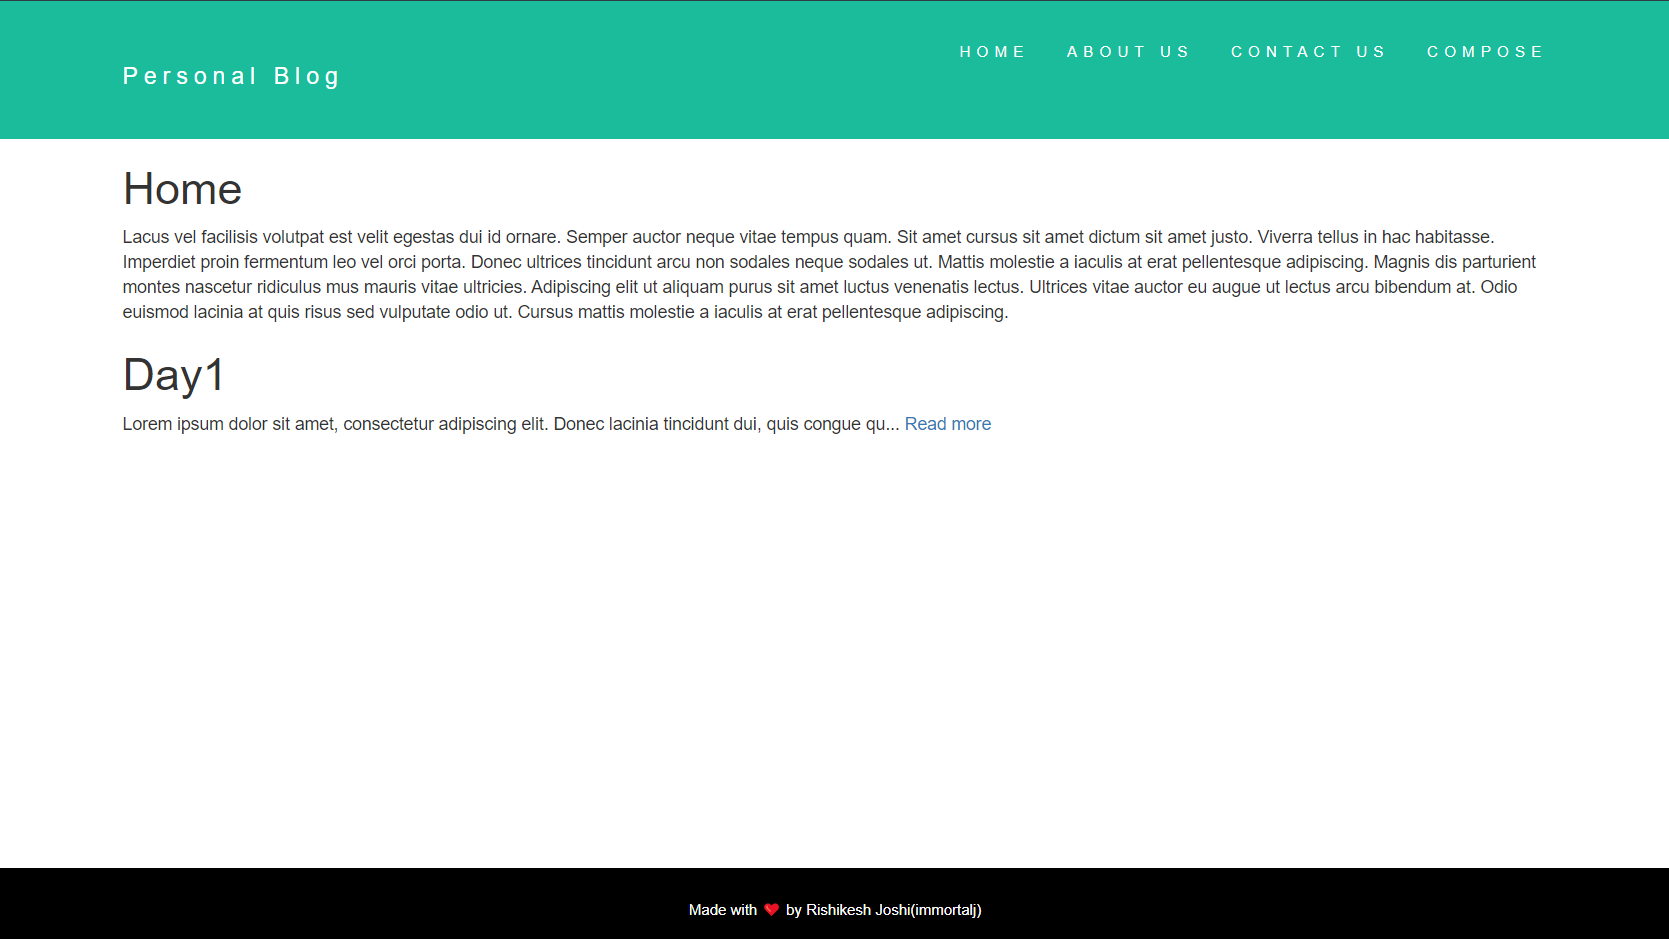 Personal Blog
HOME ABOUT US CONTACT US COMPOSE
Home
Lacus vel facilisis volutpat est velit egestas dui id ornare. Semper auctor neque vitae tempus quam. Sit amet cursus sit amet dictum sit amet justo. Viverra tellus in hac habitasse.
Imperdiet proin fermentum leo vel orci porta. Donec ultrices tincidunt arcu non sodales neque sodales ut. Mattis molestie a iaculis at erat pellentesque adipiscing. Magnis dis parturient
montes nascetur ridiculus mus mauris vitae ultricies. Adipiscing elit ut aliquam purus sit amet luctus venenatis lectus. Ultrices vitae auctor eu augue ut lectus arcu bibendum at. Odio
euismod lacinia at quis risus sed vulputate odio ut. Cursus mattis molestie a iaculis at erat pellentesque adipiscing.
Day1
Lorem ipsum dolor sit amet, consectetur adipiscing elit. Donec lacinia tincidunt dui, quis congue qu... Read more
Made with ❤ by Rishikesh Joshi(immortalj)